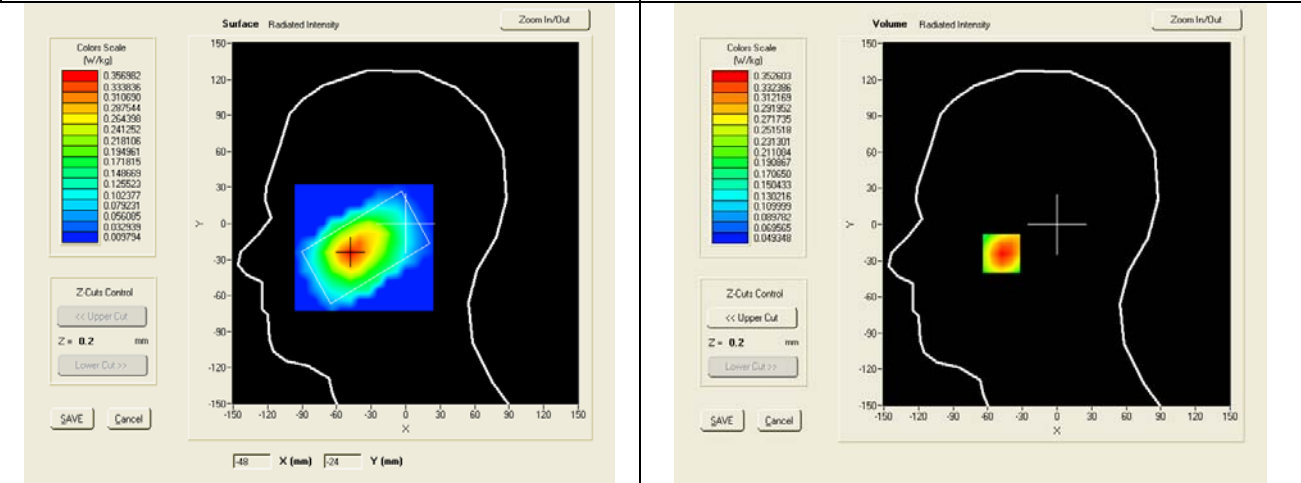 Surface Radiated Intensity
Zoom In/Out
Colors Scale
(W/kg)
0.356982
0.333836
0.310690
0.287544
0.264398
0.241252
0.218106
0.194961
0.171815
0.148669
0.125523
0.102377
0.079231
0.056085
0.032939
0.009794
Z-Cuts Control
<< Upper Cut
Z = 0.2 mm
Lower Cut >>
SAVE Cancel
150-
120-
90-
60-
30-
Y 0-
-30-
-60-
-90-
-120-
-150-
-150 -120 -90 -60 -30 0 30 60 90 120 150
X
-48 X (mm) -24 Y (mm)
Volume Radiated Intensity
Zoom In/Out
Colors Scale
(W/kg)
0.352603
0.332386
0.312169
0.291952
0.271735
0.251518
0.231301
0.211084
0.190867
0.170650
0.150433
0.130216
0.109999
0.089782
0.069565
0.049348
Z-Cuts Control
<< Upper Cut
Z = 0.2 mm
Lower Cut >>
SAVE Cancel
150-
120-
90-
60-
30-
Y 0-
-30-
-60-
-90-
-120-
-150-
-150 -120 -90 -60 -30 0 30 60 90 120 150
X